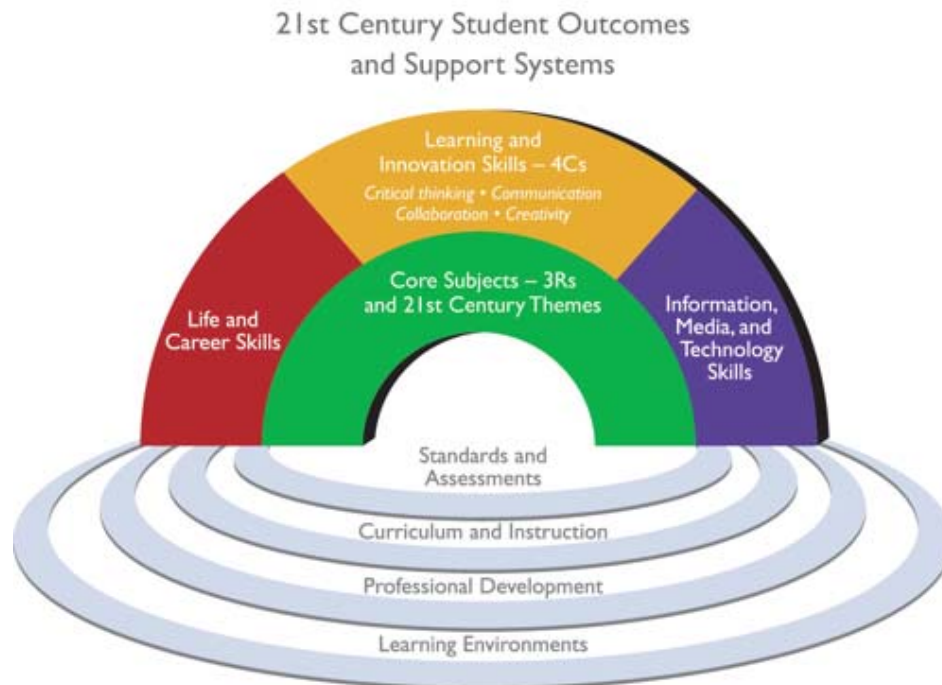 21st Century Student Outcomes
and Support Systems
Learning and
Innovation Skills – 4Cs
Critical thinking • Communication
Collaboration • Creativity
Core Subjects – 3Rs
and 21st Century Themes
Life and
Career Skills
Information,
Media, and
Technology
Skills
Standards and
Assessments
Curriculum and Instruction
Professional Development
Learning Environments